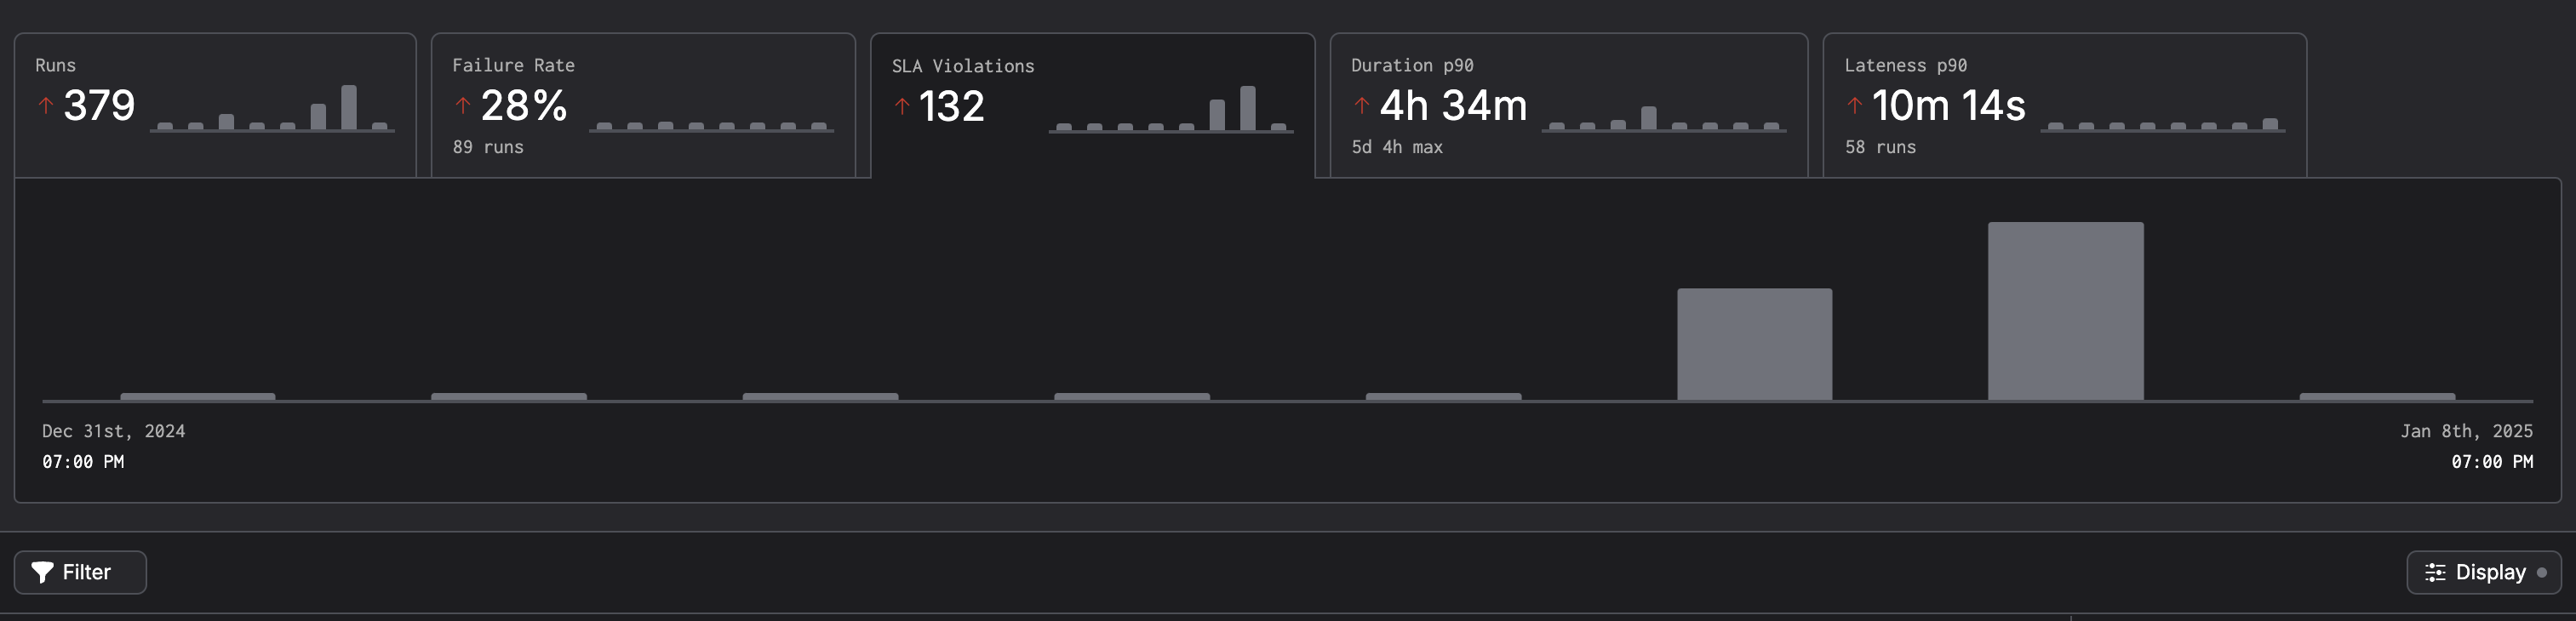 Runs
↑ 379
Failure Rate
↑ 28%
89 runs
SLA Violations
↑ 132
Duration p90
↑ 4h 34m
5d 4h max
Lateness p90
↑ 10m 14s
58 runs
Dec 31st, 2024
07:00 PM
Jan 8th, 2025
07:00 PM
Filter
Display